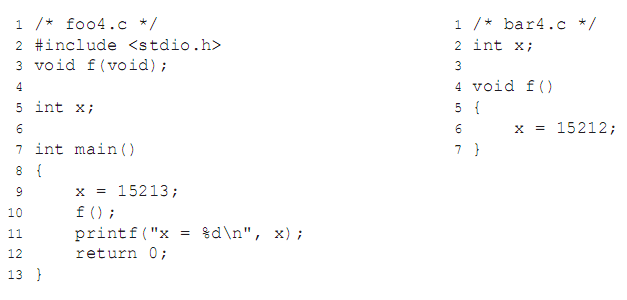 1 /* foo4.c */
2 #include <stdio.h>
3 void f(void);
4
5 int x;
6
7 int main()
8 {
9     x = 15213;
10     f();
11     printf("x = %d\n", x);
12     return 0;
13 }
1 /* bar4.c */
2 int x;
3
4 void f()
5 {
6     x = 15212;
7 }